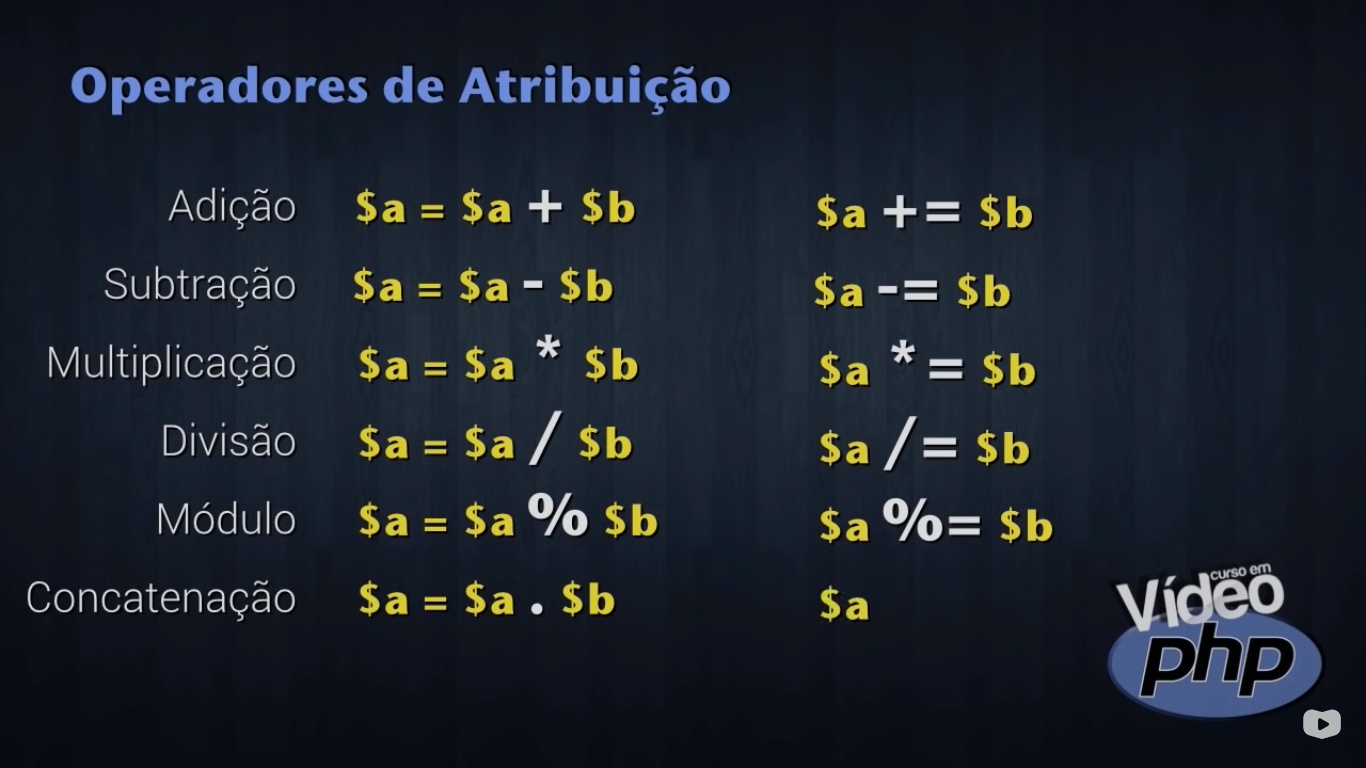 Operadores de Atribuição
Adição $a = $a + $b $a += $b
Subtração $a = $a - $b $a -= $b
Multiplicação $a = $a * $b $a *= $b
Divisão $a = $a / $b $a /= $b
Módulo $a = $a % $b $a %= $b
Concatenação $a = $a . $b $a
curso em
Vídeo
php